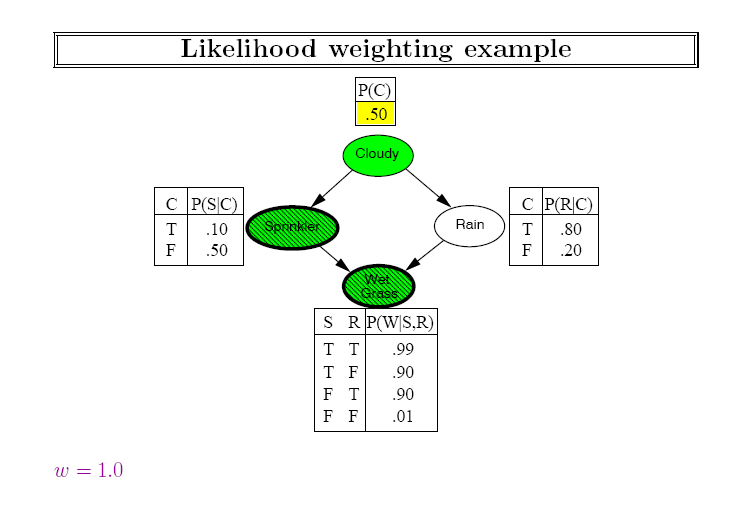 Likelihood weighting example
P(C)
.50
Cloudy
C P(S|C)
T .10
F .50
Sprinkler
Rain
C P(R|C)
T .80
F .20
Wet
Grass
S R P(W|S,R)
T T .99
T F .90
F T .90
F F .01
w = 1.0